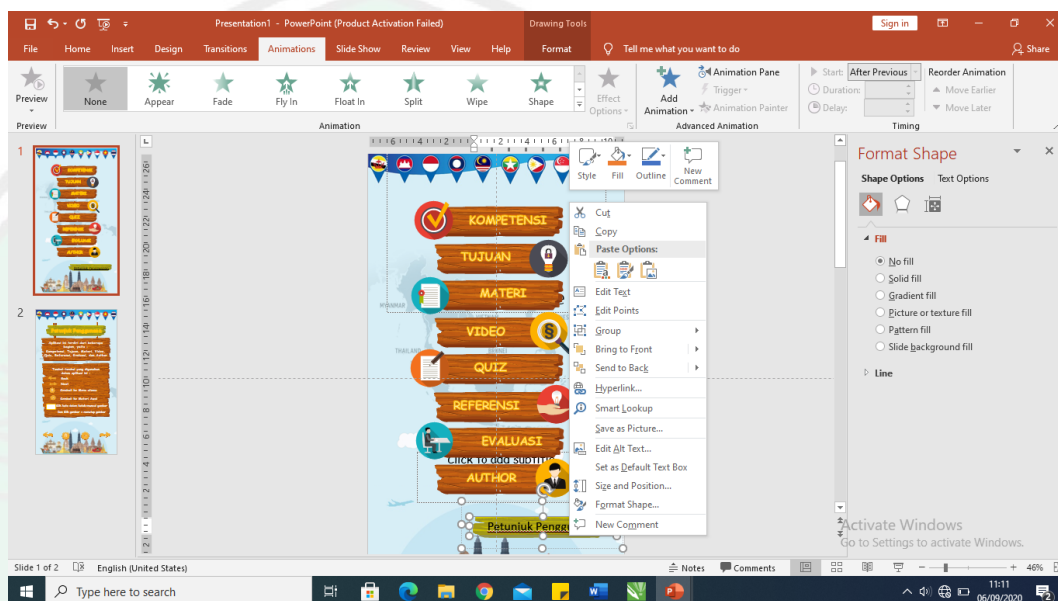 Presentation1 - PowerPoint (Product Activation Failed)
Drawing Tools
Sign in
File Home Insert Design Transitions Animations Slide Show Review View Help Format Tell me what you want to do
Share
Preview
None Appear Fade Fly In Float In Split Wipe Shape
Effect Options
Add Animation
Animation Pane
Trigger
Animation Painter
Start: After Previous
Duration:
Delay:
Reorder Animation
Move Earlier
Move Later
Preview Animation Advanced Animation Timing
1
2
Petunjuk Penggunaan
Style Fill Outline New Comment
Cut
Copy
Paste Options:
Edit Text
Edit Points
Group
Bring to Front
Send to Back
Hyperlink...
Smart Lookup
Save as Picture...
Edit Alt Text...
Set as Default Text Box
Size and Position...
Format Shape...
New Comment
KOMPETENSI
TUJUAN
MATERI
VIDEO
THAILAND
QUIZ
REFERENSI
EVALUASI
Click to add subtitle
AUTHOR
Petunjuk Penggu
Format Shape
Shape Options Text Options
Fill
No fill
Solid fill
Gradient fill
Picture or texture fill
Pattern fill
Slide background fill
Line
Activate Windows
Go to Settings to activate Windows.
Slide 1 of 2 English (United States) Notes Comments 46%
Type here to search
11:11
06/09/2020